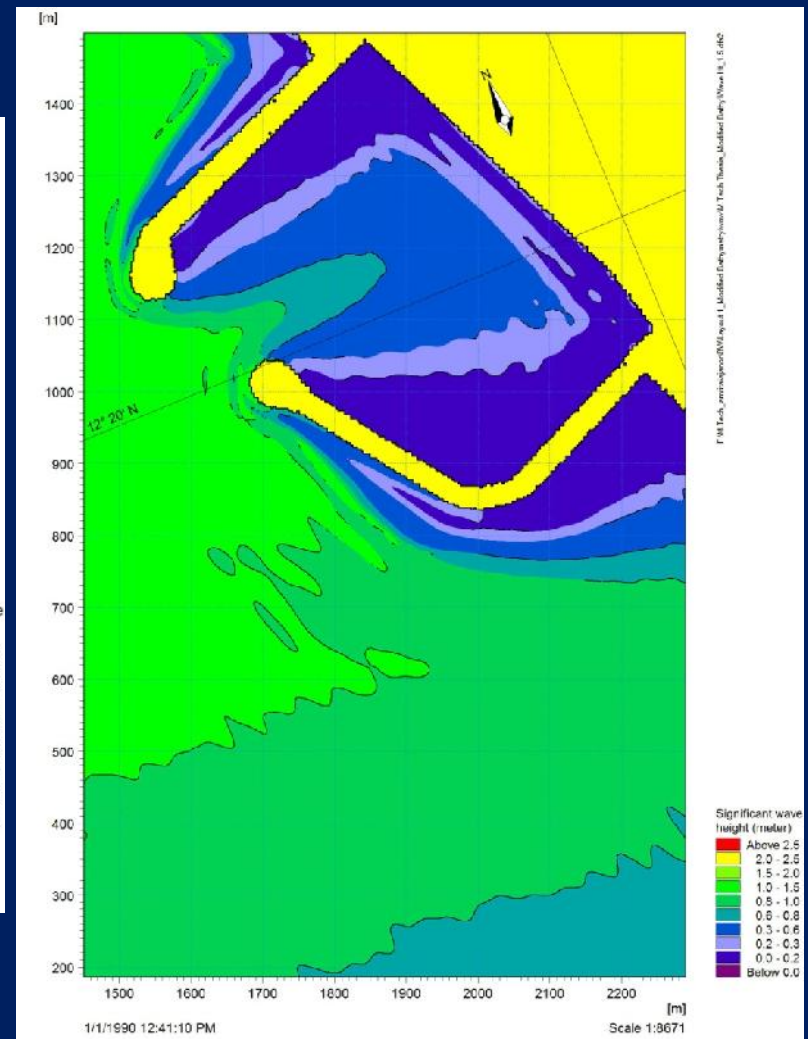 [m]
1400
1300
1200
1100
1000
900
800
700
600
500
400
300
200
N
12° 20' N
e
1500 1600 1700 1800 1900 2000 2100 2200
[m]
1/1/1990 12:41:10 PM
Scale 1:8671
Significant wave
height (meter)
Above 2.5
2.0 - 2.5
1.5 - 2.0
1.0 - 1.5
0.8 - 1.0
0.6 - 0.8
0.3 - 0.6
0.2 - 0.3
0.0 - 0.2
Below 0.0